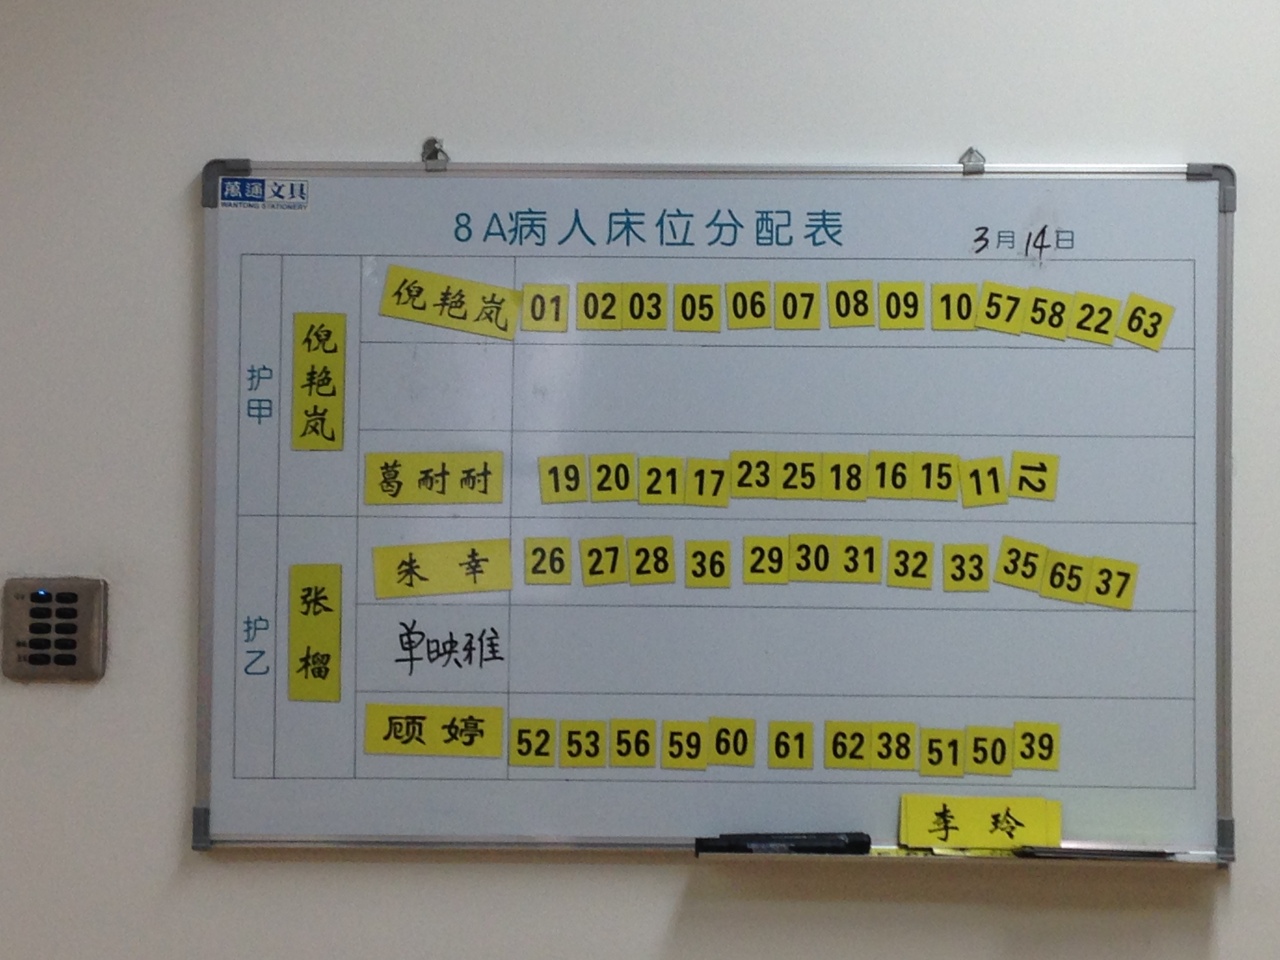 萬通文具
WANTONG STATIONERY
8A病人床位分配表
3月14日
护甲
倪艳岚
倪艳岚 01 02 03 05 06 07 08 09 10 57 58 22 63
葛耐耐 19 20 21 17 23 25 18 16 15 11 12
护乙
张榴
朱幸 26 27 28 36 29 30 31 32 33 35 65 37
单映雅
顾婷 52 53 56 59 60 61 62 38 51 50 39
李玲